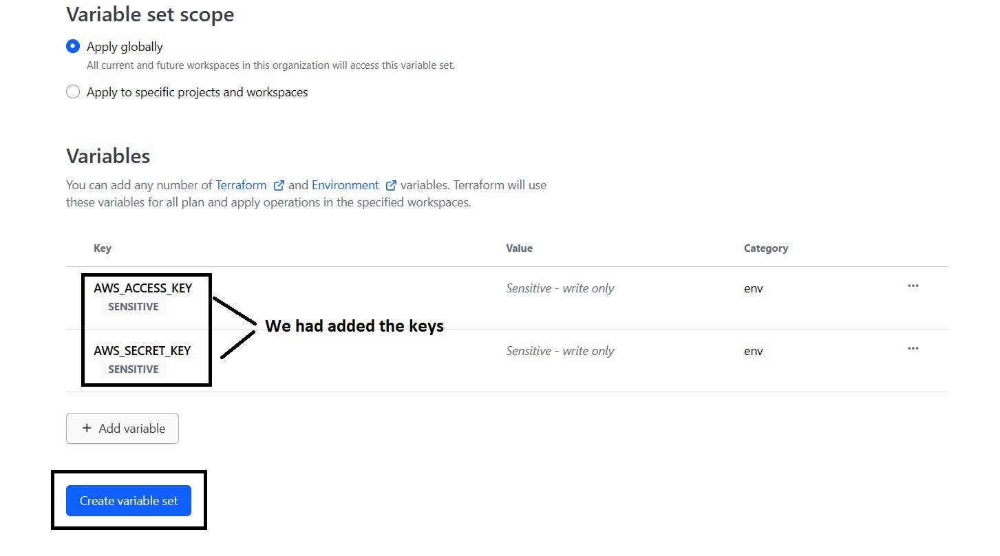 Variable set scope
Apply globally
All current and future workspaces in this organization will access this variable set.
Apply to specific projects and workspaces
Variables
You can add any number of Terraform and Environment variables. Terraform will use
these variables for all plan and apply operations in the specified workspaces.
Key Value Category
AWS_ACCESS_KEY Sensitive - write only env
SENSITIVE
We had added the keys
AWS_SECRET_KEY Sensitive - write only env
SENSITIVE
+ Add variable
Create variable set